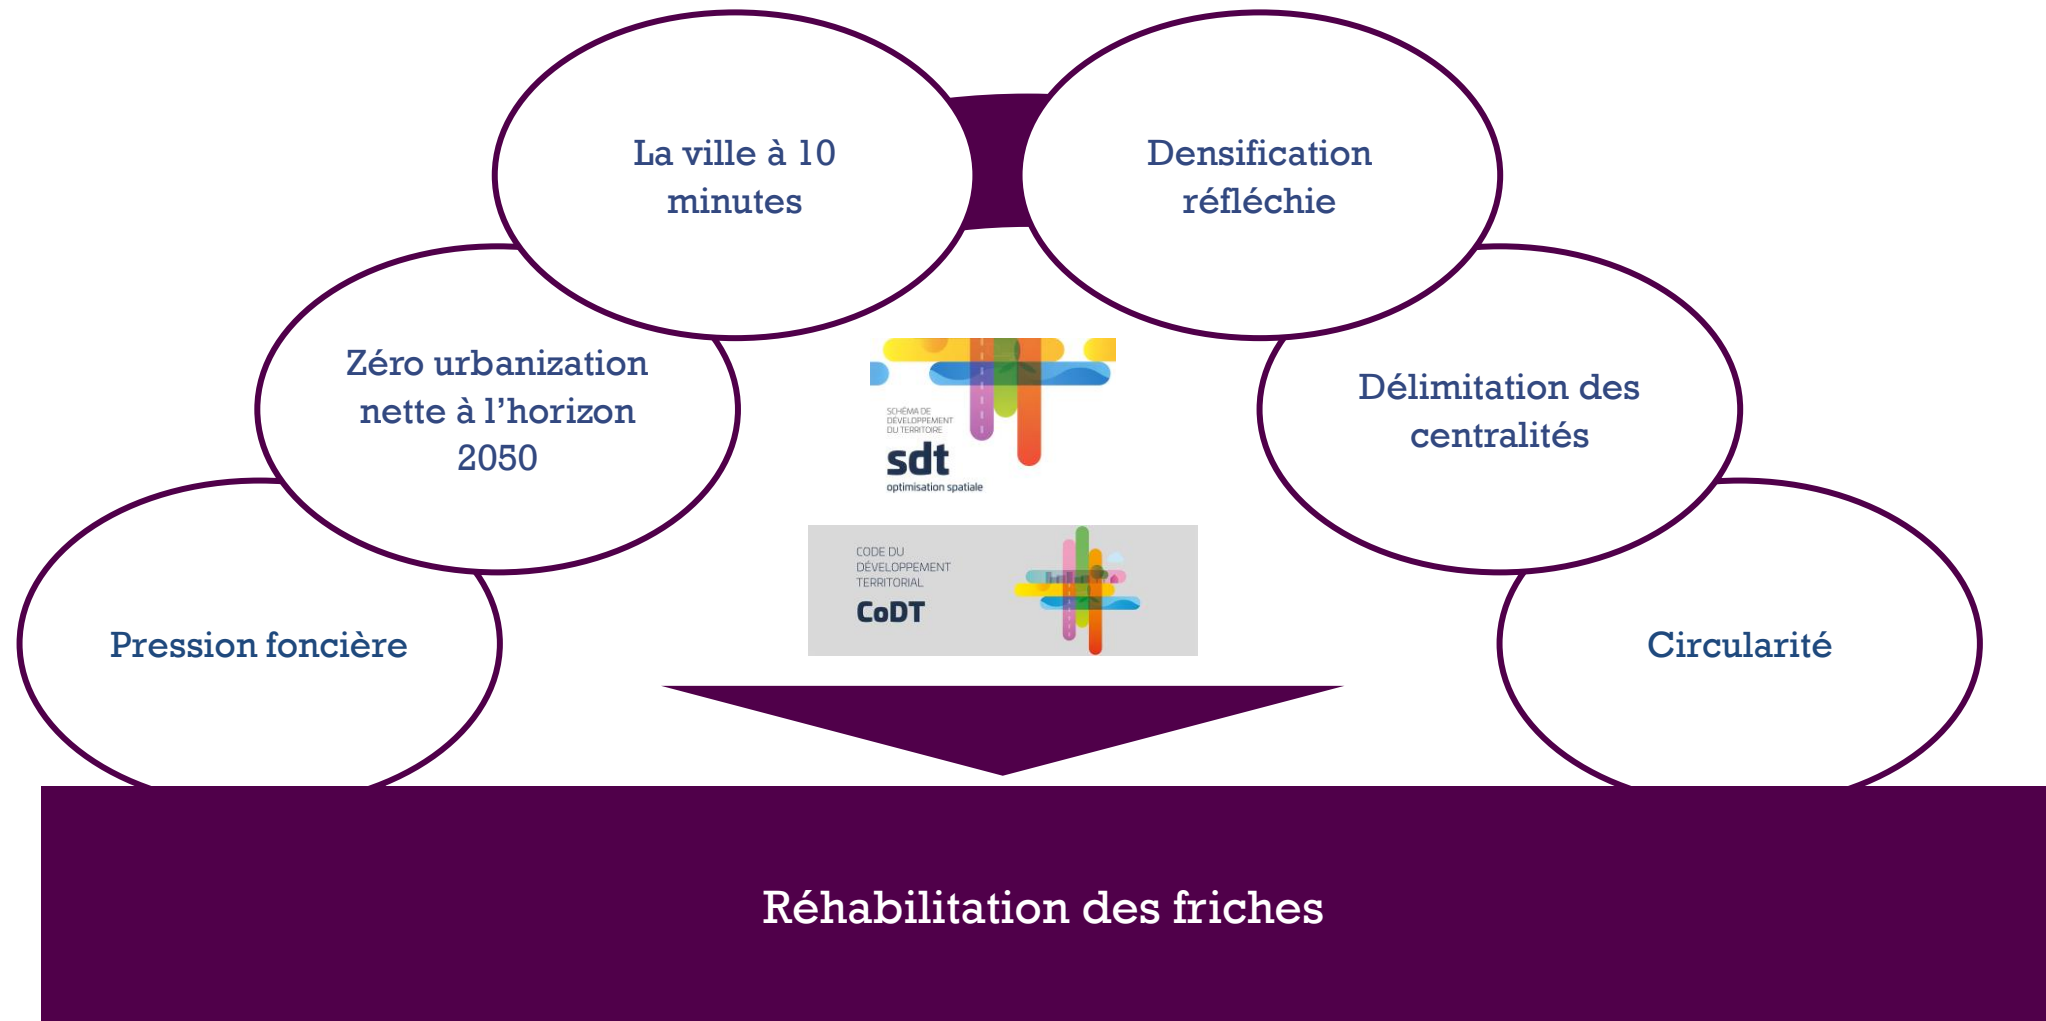 La ville à 10
minutes
Densification
réfléchie
Zéro urbanization
nette à l’horizon
2050
SCHÉMA DE
DÉVELOPPEMENT
DU TERRITOIRE
sdt
optimisation spatiale
Délimitation des
centralités
CODE DU
DÉVELOPPEMENT
TERRITORIAL
CoDT
Pression foncière
Circularité
Réhabilitation des friches